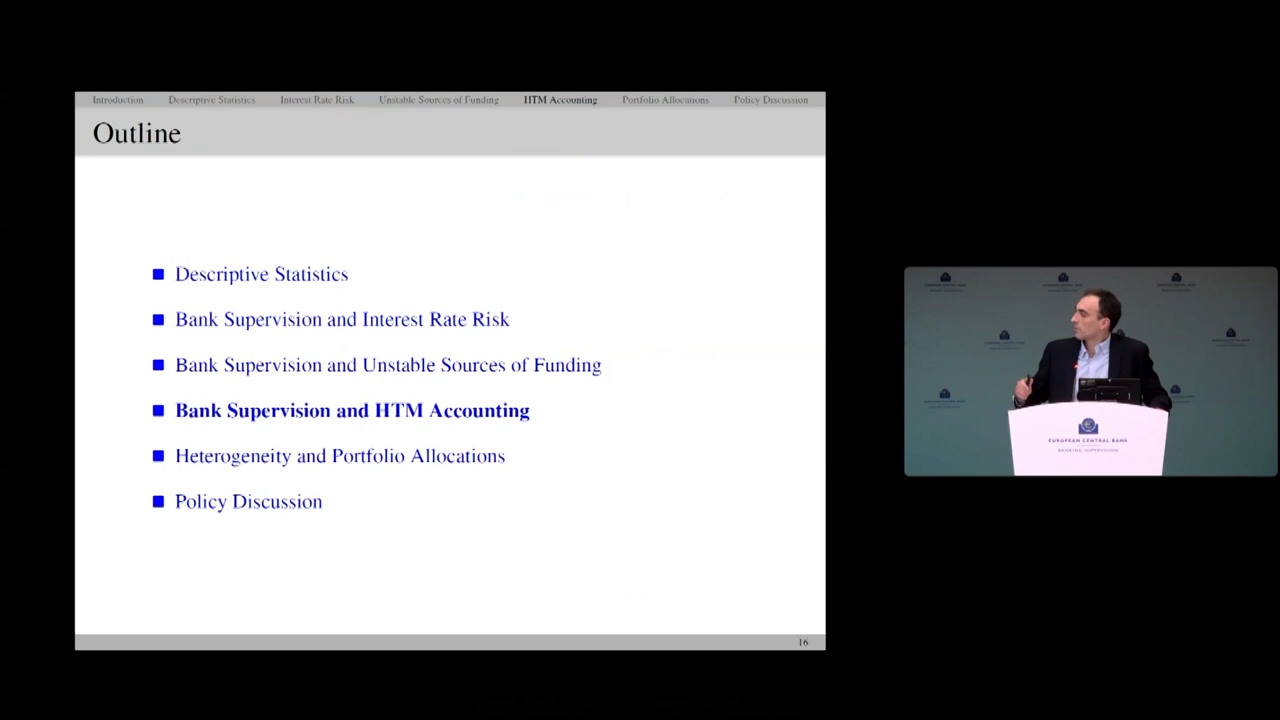 Introduction Descriptive Statistics Interest Rate Risk Unstable Sources of Funding HTM Accounting Portfolio Allocations Policy Discussion
Outline
Descriptive Statistics
Bank Supervision and Interest Rate Risk
Bank Supervision and Unstable Sources of Funding
Bank Supervision and HTM Accounting
Heterogeneity and Portfolio Allocations
Policy Discussion
16
EUROPEAN CENTRAL BANK
BANKING SUPERVISION